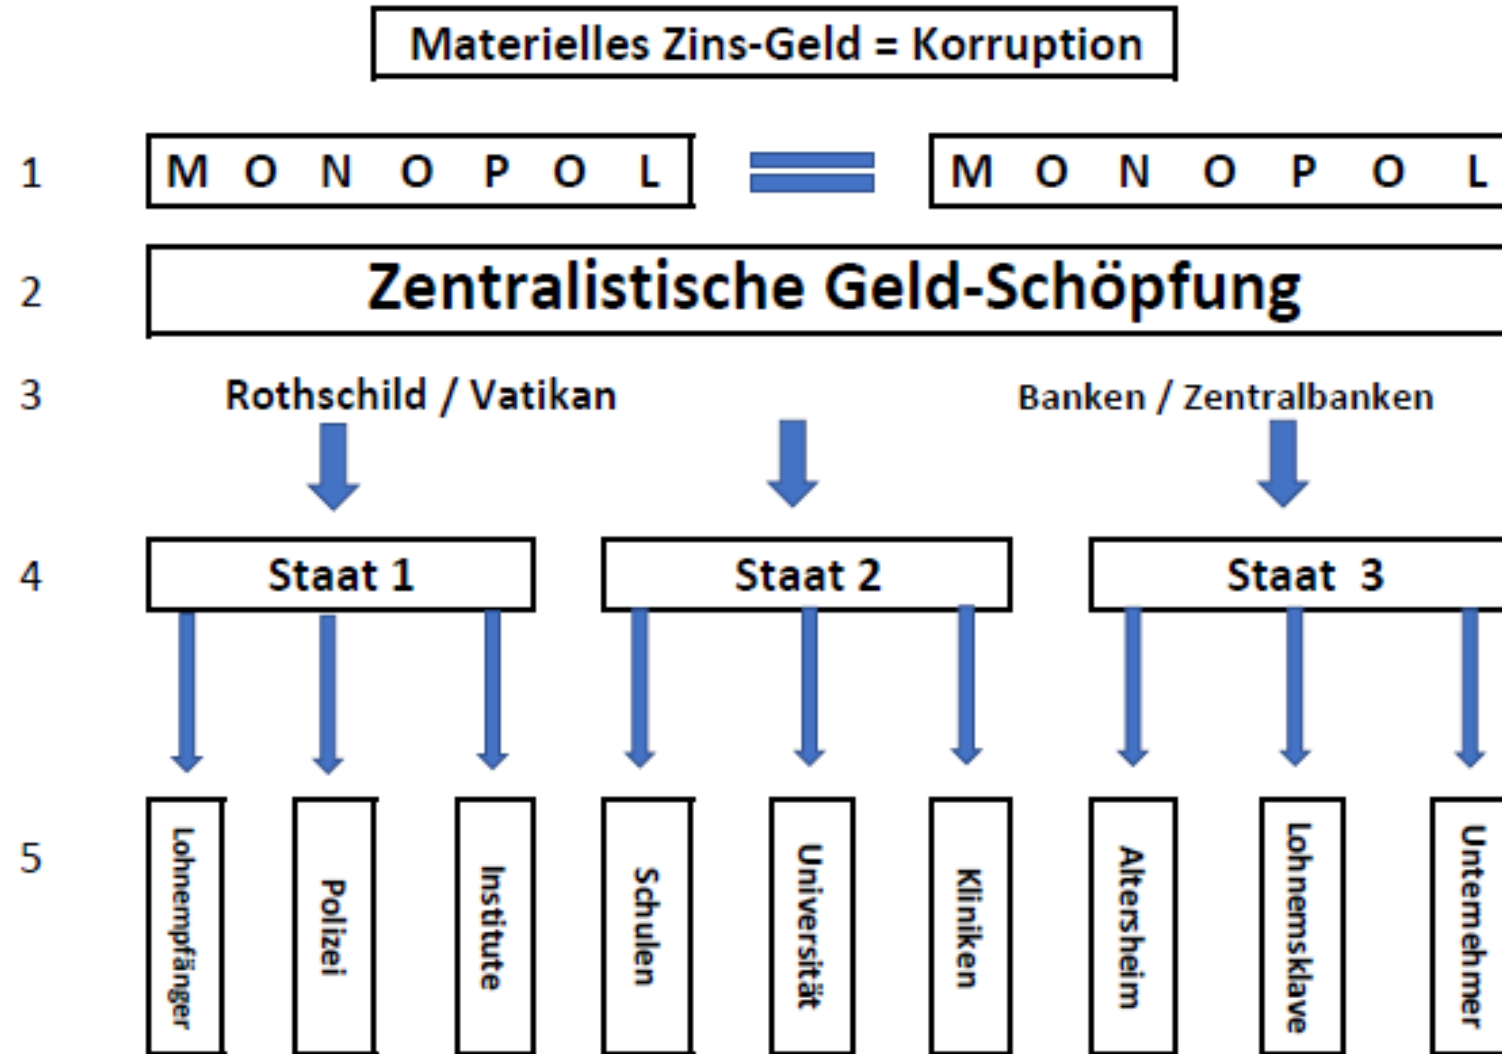 Materielles Zins-Geld = Korruption
1 M O N O P O L M O N O P O L
2 Zentralistische Geld-Schöpfung
3 Rothschild / Vatikan Banken / Zentralbanken
4 Staat 1 Staat 2 Staat 3
5
Lohnempfänger
Polizei
Institute
Schulen
Universität
Kliniken
Altersheim
Lohnemsklave
Unternehmer